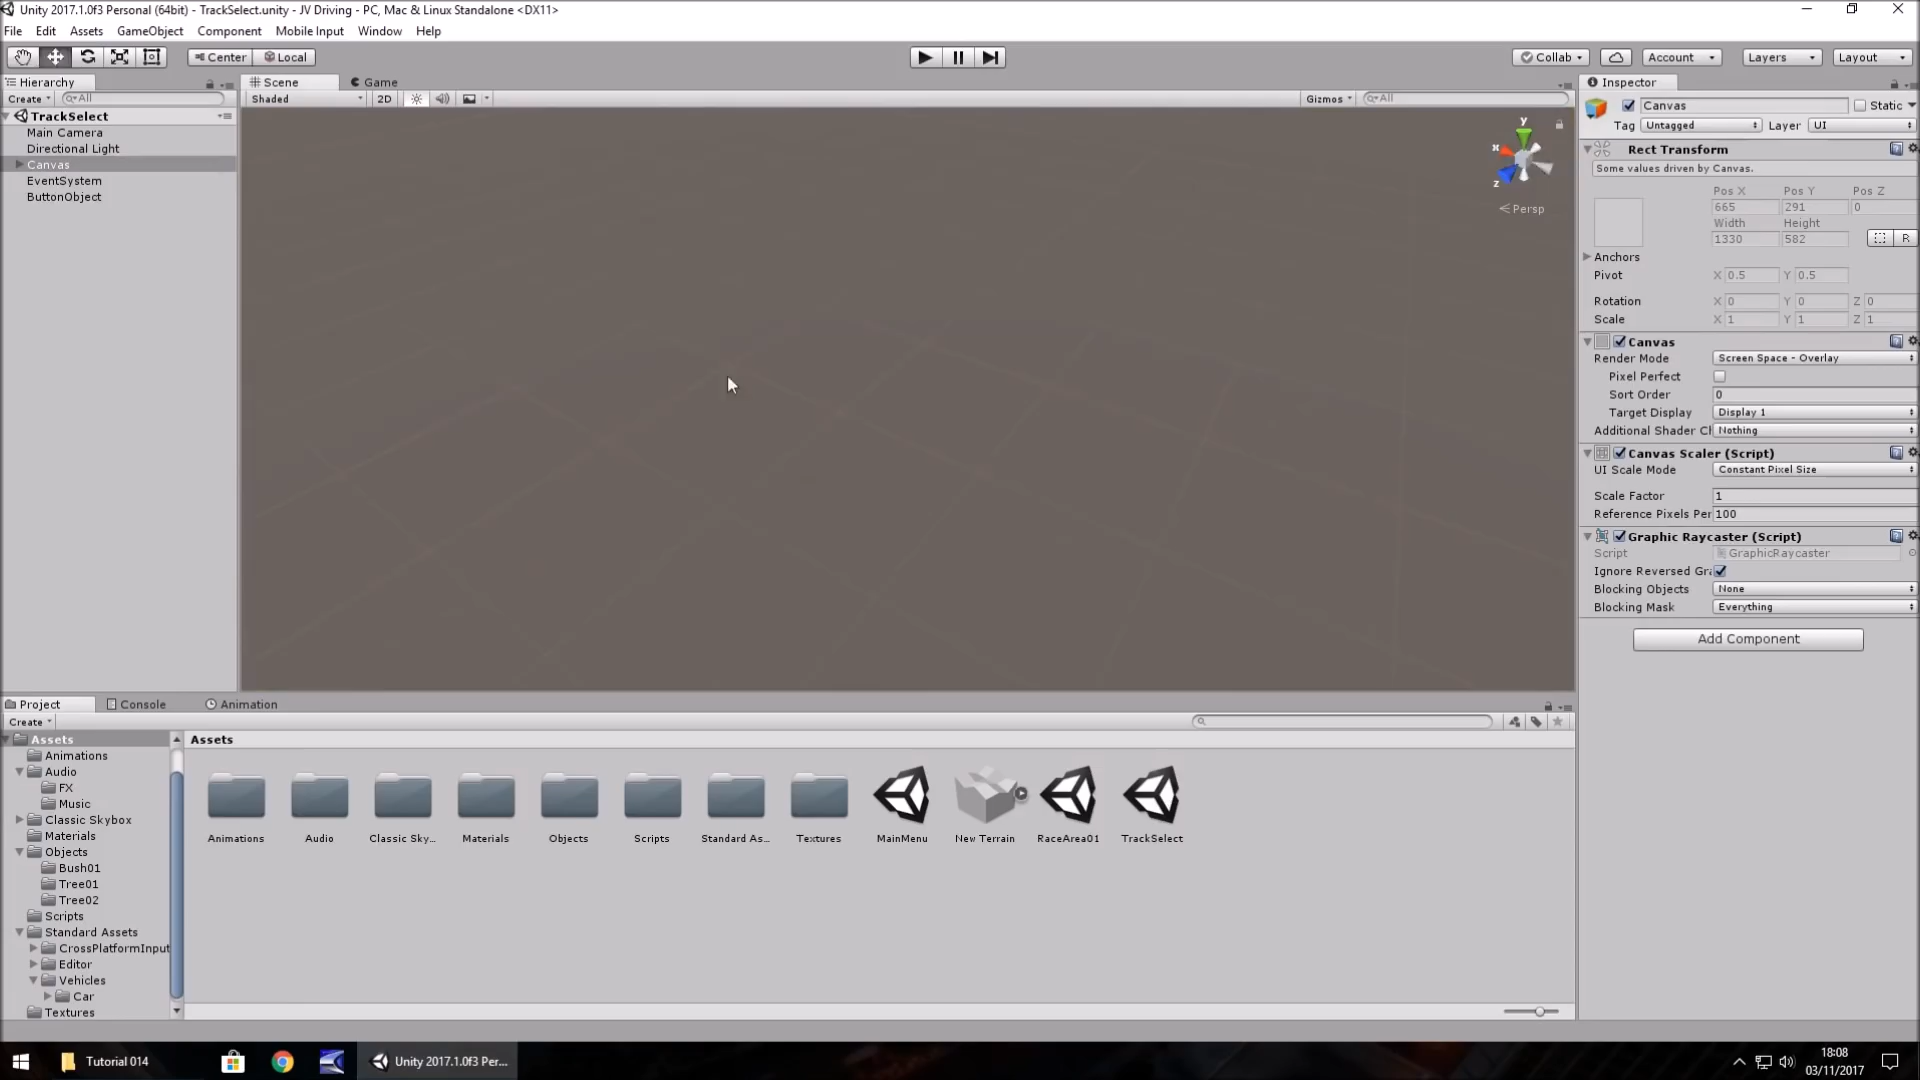 Unity 2017.1.0f3 Personal (64bit) - TrackSelect.unity - JV Driving - PC, Mac & Linux Standalone <DX11>
File Edit Assets GameObject Component Mobile Input Window Help
Center Local Collab Account Layers Layout
Hierarchy
Create All
TrackSelect
Main Camera
Directional Light
Canvas
EventSystem
ButtonObject
Scene Game
Shaded 2D Gizmos All
y
x
z
Persp
Inspector
Canvas Static
Tag Untagged Layer UI
Rect Transform
Some values driven by Canvas.
Pos X Pos Y Pos Z
665 291 0
Width Height
1330 582 R
Anchors
Pivot X 0.5 Y 0.5
Rotation X 0 Y 0 Z 0
Scale X 1 Y 1 Z 1
Canvas
Render Mode Screen Space - Overlay
Pixel Perfect
Sort Order 0
Target Display Display 1
Additional Shader Cl Nothing
Canvas Scaler (Script)
UI Scale Mode Constant Pixel Size
Scale Factor 1
Reference Pixels Per 100
Graphic Raycaster (Script)
Script GraphicRaycaster
Ignore Reversed Gra
Blocking Objects None
Blocking Mask Everything
Add Component
Project Console Animation
Create
Assets
Animations
Audio
FX
Music
Classic Skybox
Materials
Objects
Bush01
Tree01
Tree02
Scripts
Standard Assets
CrossPlatformInput
Editor
Vehicles
Car
Textures
Assets
Animations Audio Classic Sky... Materials Objects Scripts Standard As... Textures MainMenu New Terrain RaceArea01 TrackSelect
Tutorial 014 Unity 2017.1.0f3 Per...
18:08
03/11/2017